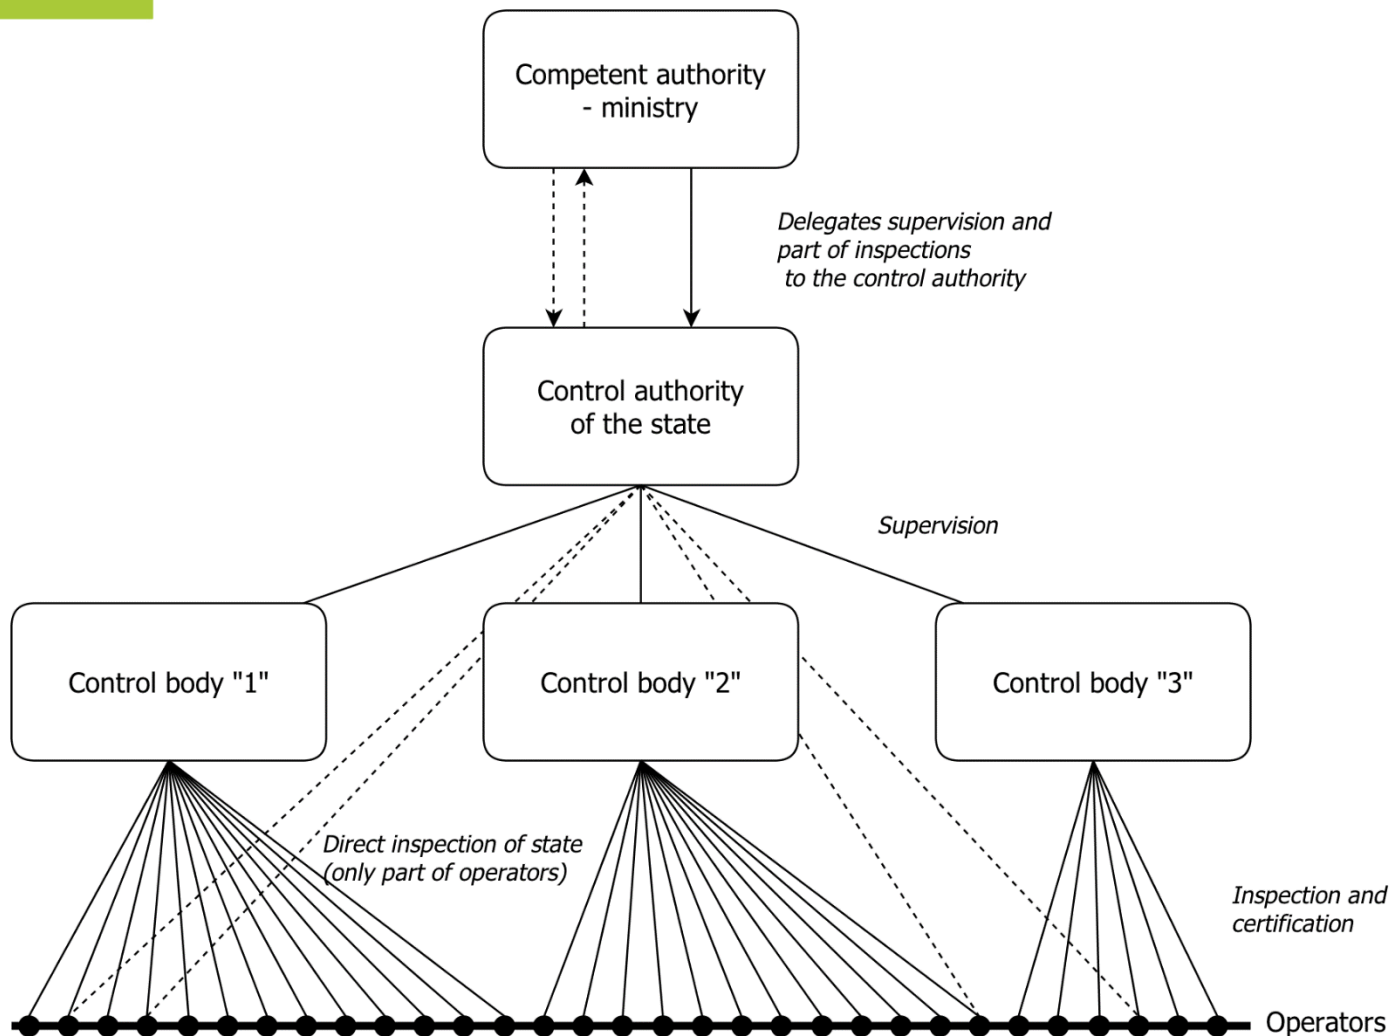 Competent authority
- ministry
Delegates supervision and
part of inspections
to the control authority
Control authority
of the state
Supervision
Control body "1"
Control body "2"
Control body "3"
Direct inspection of state
(only part of operators)
Inspection and
certification
Operators